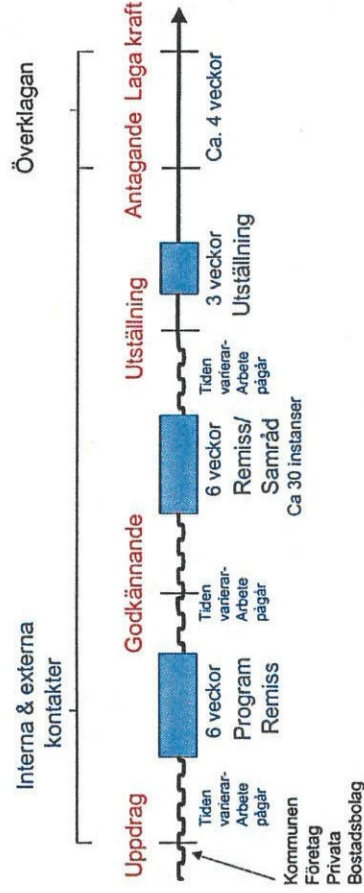 Interna & externa
kontakter
Överklagan
Uppdrag
Godkännande
Utställning
Antagande
Laga kraft
Tiden
varierar-
Arbete
pågår
6 veckor
Program
Remiss
Tiden
varierar-
Arbete
pågår
6 veckor
Remiss/
Samråd
Ca 30 instanser
Tiden
varierar-
Arbete
pågår
3 veckor
Utställning
Ca. 4 veckor
Kommunen
Företag
Privata
Bostadsbolag